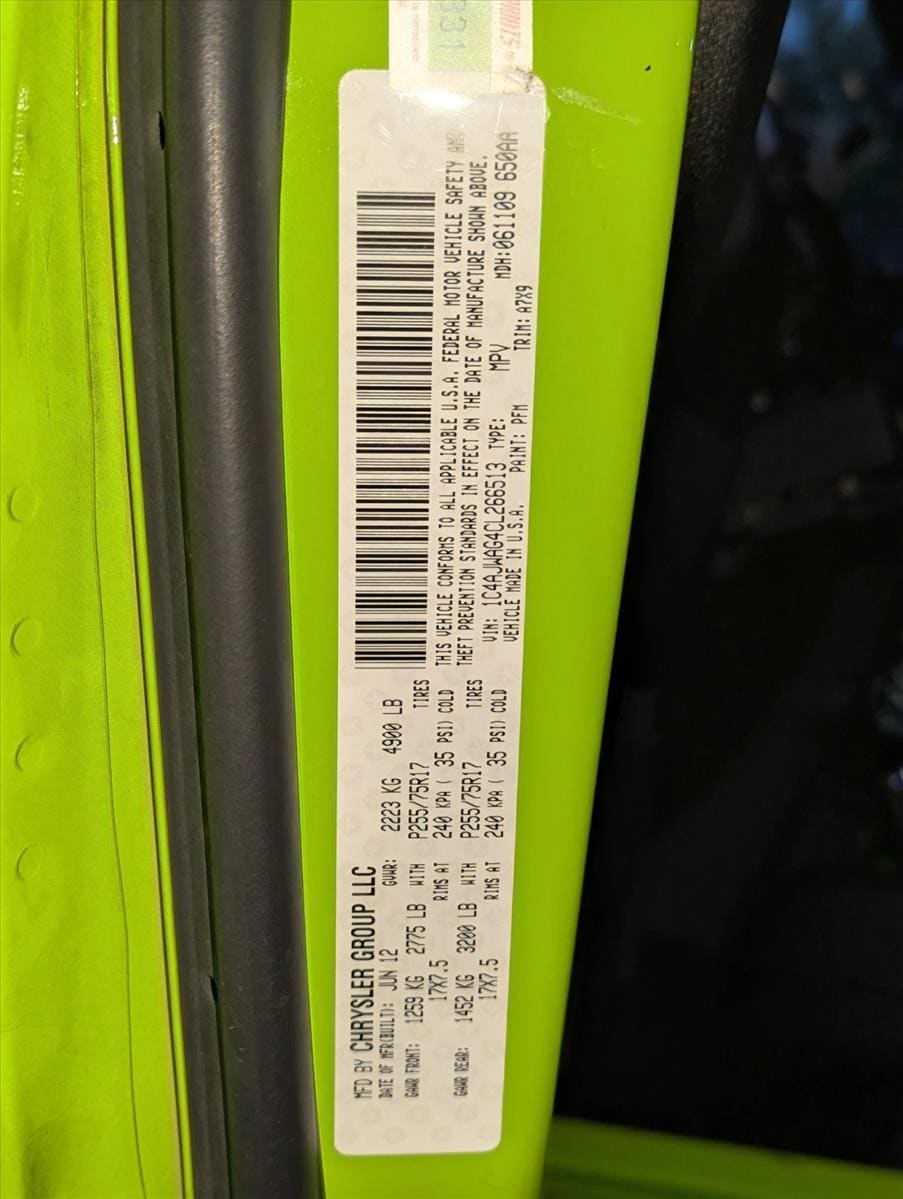 MFD BY CHRYSLER GROUP LLC
DATE OF MFR(BUILT): JUN 12 GVWR: 2223 KG 4900 LB
GAWR FRONT: 1259 KG 2775 LB WITH P255/75R17 TIRES
17X7.5 RIMS AT 240 KPA ( 35 PSI) COLD
GAWR REAR: 1452 KG 3200 LB WITH P255/75R17 TIRES
17X7.5 RIMS AT 240 KPA ( 35 PSI) COLD
THIS VEHICLE CONFORMS TO ALL APPLICABLE U.S.A. FEDERAL MOTOR VEHICLE SAFETY AND
THEFT PREVENTION STANDARDS IN EFFECT ON THE DATE OF MANUFACTURE SHOWN ABOVE.
VIN: 1C4AJWAG4CL266513 TYPE: MPV MDH:061109 650AA
VEHICLE MADE IN U.S.A. PAINT: PFM TRIM: A7X9